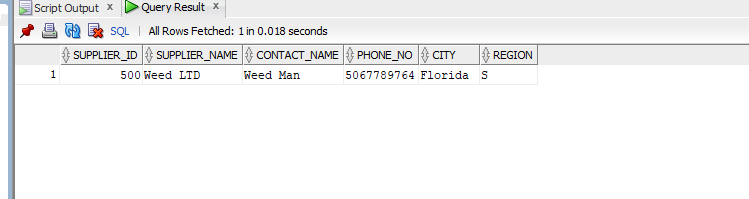 Script Output x Query Result x
SQL | All Rows Fetched: 1 in 0.018 seconds
SUPPLIER_ID SUPPLIER_NAME CONTACT_NAME PHONE_NO CITY REGION
1 500 Weed LTD Weed Man 5067789764 Florida S